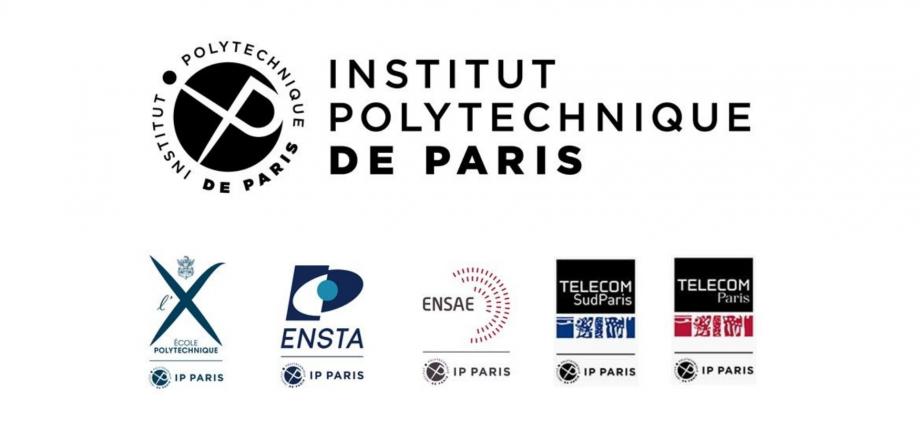 INSTITUT POLYTECHNIQUE DE PARIS
INSTITUT
POLYTECHNIQUE
DE PARIS
l'X
ÉCOLE
POLYTECHNIQUE
IP PARIS
ENSTA
IP PARIS
ENSAE
IP PARIS
TELECOM
SudParis
IP PARIS
TELECOM
Paris
IP PARIS